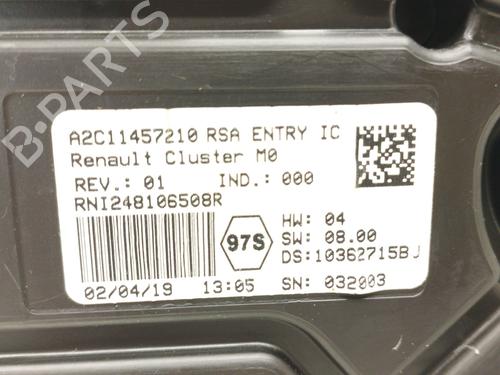 A2C11457210 RSA ENTRY IC
Renault Cluster M0
REV.: 01 IND.: 000
RNI248106508R
97S
HW: 04
SW: 08.00
DS:10362715BJ
02/04/19 13:05 SN: 032003
B-PARTS